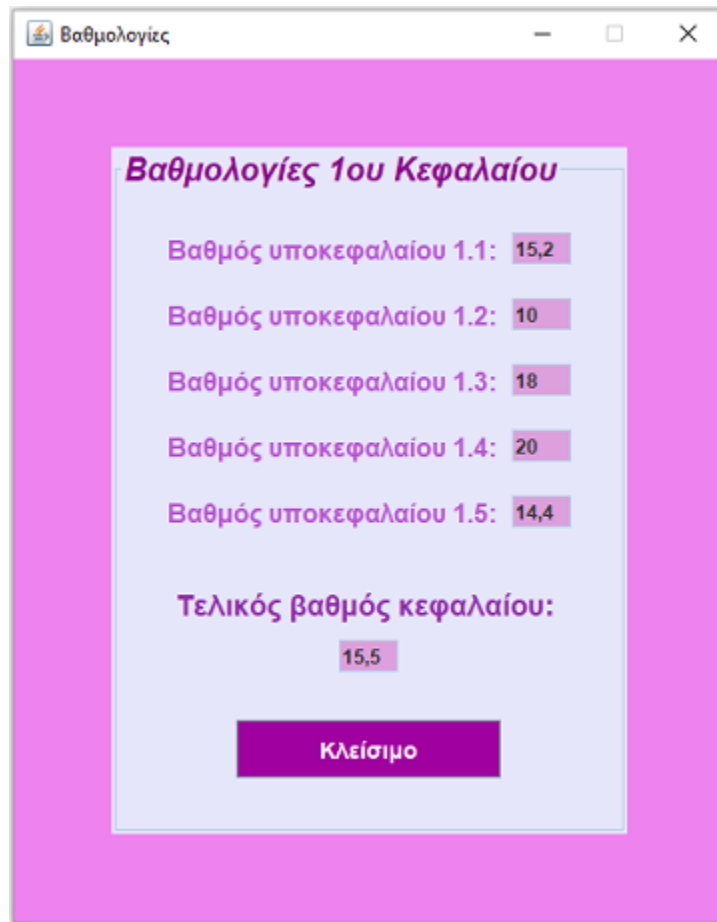 Βαθμολογίες
Βαθμολογίες 1ου Κεφαλαίου
Βαθμός υποκεφαλαίου 1.1: 15,2
Βαθμός υποκεφαλαίου 1.2: 10
Βαθμός υποκεφαλαίου 1.3: 18
Βαθμός υποκεφαλαίου 1.4: 20
Βαθμός υποκεφαλαίου 1.5: 14,4
Τελικός βαθμός κεφαλαίου:
15,5
Κλείσιμο